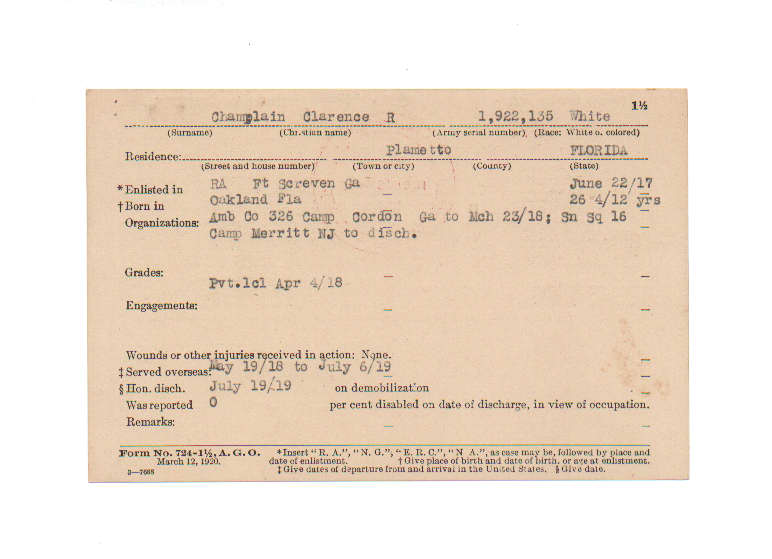 1½
Champlain Clarence R 1,922,135 White
(Surname) (Christian name) (Army serial number) (Race: White o. colored)
Residence: Plametto FLORIDA
(Street and house number) (Town or city) (County) (State)
*Enlisted in RA Ft Screven Ga June 22/17
†Born in Oakland Fla 26 4/12 yrs
Organizations: Amb Co 326 Camp Cordon Ga to Mch 23/18; Sn Sq 16
Camp Merritt NJ to disch.
Grades:
Pvt.lcl Apr 4/18
Engagements:
Wounds or other injuries received in action: None.
‡Served overseas: May 19/18 to July 6/19
§Hon. disch. July 19/19 on demobilization
Was reported 0 per cent disabled on date of discharge, in view of occupation.
Remarks:
Form No. 724-1½, A. G. O. *Insert "R. A.", "N. G.", "E. R. C.", "N A.", as case may be, followed by place and
March 12, 1920. date of enlistment. †Give place of birth and date of birth, or age at enlistment.
3—7668 ‡Give dates of departure from and arrival in the United States. §Give date.